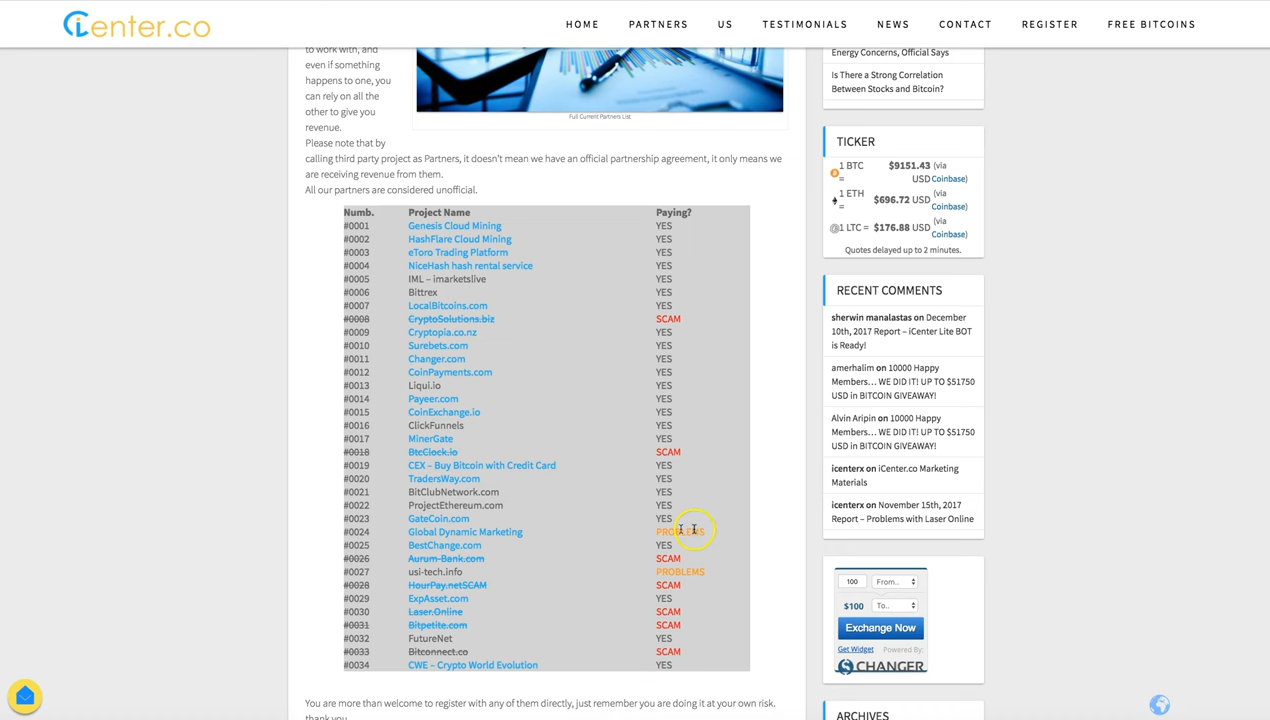 iCenter.co
HOME PARTNERS US TESTIMONIALS NEWS CONTACT REGISTER FREE BITCOINS
to work with, and
even if something
happens to one, you
can rely on all the
other to give you
revenue.
Full Current Partners List
Please note that by
calling third party project as Partners, it doesn't mean we have an official partnership agreement, it only means we
are receiving revenue from them.
All our partners are considered unofficial.
Numb. Project Name Paying?
#0001 Genesis Cloud Mining YES
#0002 HashFlare Cloud Mining YES
#0003 eToro Trading Platform YES
#0004 NiceHash hash rental service YES
#0005 IML – imarketslive YES
#0006 Bittrex YES
#0007 LocalBitcoins.com YES
#0008 CryptoSolutions.biz SCAM
#0009 Cryptopia.co.nz YES
#0010 Surebets.com YES
#0011 Changer.com YES
#0012 CoinPayments.com YES
#0013 Liqui.io YES
#0014 Payeer.com YES
#0015 CoinExchange.io YES
#0016 ClickFunnels YES
#0017 MinerGate YES
#0018 BtcClock.io SCAM
#0019 CEX – Buy Bitcoin with Credit Card YES
#0020 TradersWay.com YES
#0021 BitClubNetwork.com YES
#0022 ProjectEthereum.com YES
#0023 GateCoin.com YES
#0024 Global Dynamic Marketing PROBLEMS
#0025 BestChange.com YES
#0026 Aurum-Bank.com SCAM
#0027 usi-tech.info PROBLEMS
#0028 HourPay.netSCAM SCAM
#0029 ExpAsset.com YES
#0030 Laser.Online SCAM
#0031 Bitpetite.com SCAM
#0032 FutureNet YES
#0033 Bitconnect.co SCAM
#0034 CWE – Crypto World Evolution YES
You are more than welcome to register with any of them directly, just remember you are doing it at your own risk.
thank you
Energy Concerns, Official Says
Is There a Strong Correlation
Between Stocks and Bitcoin?
TICKER
1 BTC = $9151.43 USD (via Coinbase)
1 ETH = $696.72 USD (via Coinbase)
1 LTC = $176.88 USD (via Coinbase)
Quotes delayed up to 2 minutes.
RECENT COMMENTS
sherwin manalastas on December
10th, 2017 Report – iCenter Lite BOT
is Ready!
amerhalim on 10000 Happy
Members… WE DID IT! UP TO $51750
USD in BITCOIN GIVEAWAY!
Alvin Aripin on 10000 Happy
Members… WE DID IT! UP TO $51750
USD in BITCOIN GIVEAWAY!
icenterx on iCenter.co Marketing
Materials
icenterx on November 15th, 2017
Report – Problems with Laser Online
100 From..
$100 To..
Exchange Now
Get Widget Powered By:
CHANGER
ARCHIVES